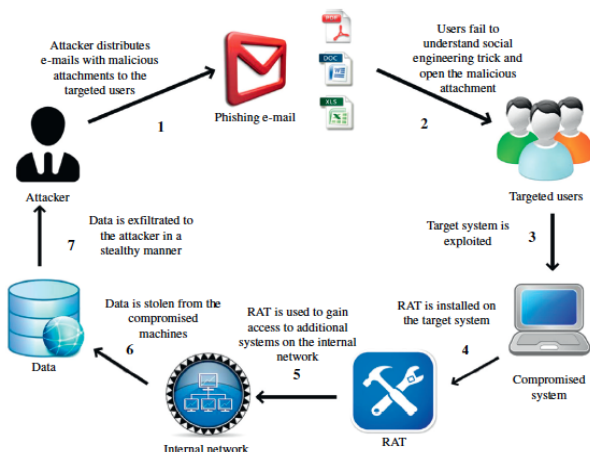 Attacker distributes
e-mails with malicious
attachments to the
targeted users
1
Phishing e-mail
PDF
DOC
XLS
Users fail to
understand social
engineering trick and
open the malicious
attachment
2
Targeted users
Target system is
exploited
3
Compromised
system
RAT is installed on
the target system
4
RAT
RAT is used to gain
access to additional
systems on the internal
network
5
Internal network
Data is stolen from the
compromised
machines
6
Data
Data is exfiltrated to
the attacker in a
stealthy manner
7
Attacker